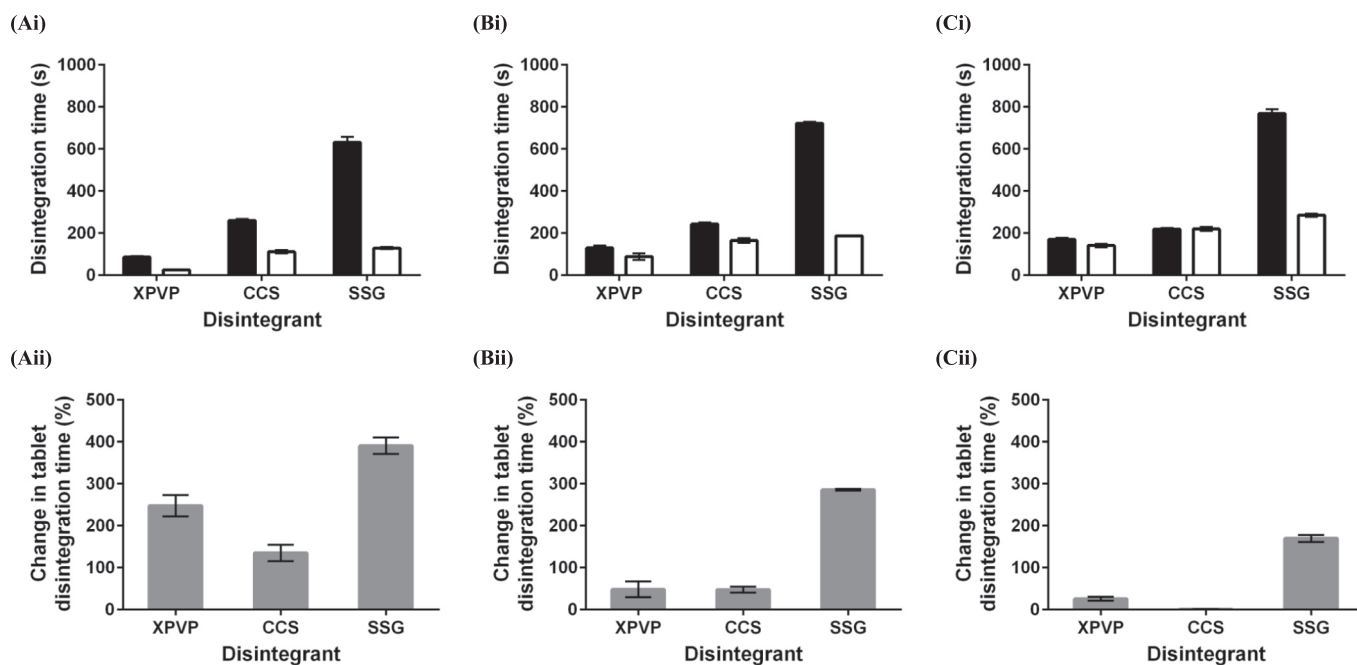 (Ai)
Disintegration time (s)
1000
800
600
400
200
0
XPVP CCS SSG
Disintegrant
(Bi)
Disintegration time (s)
1000
800
600
400
200
0
XPVP CCS SSG
Disintegrant
(Ci)
Disintegration time (s)
1000
800
600
400
200
0
XPVP CCS SSG
Disintegrant
(Aii)
Change in tablet
disintegration time (%)
500
400
300
200
100
0
XPVP CCS SSG
Disintegrant
(Bii)
Change in tablet
disintegration time (%)
500
400
300
200
100
0
XPVP CCS SSG
Disintegrant
(Cii)
Change in tablet
disintegration time (%)
500
400
300
200
100
0
XPVP CCS SSG
Disintegrant